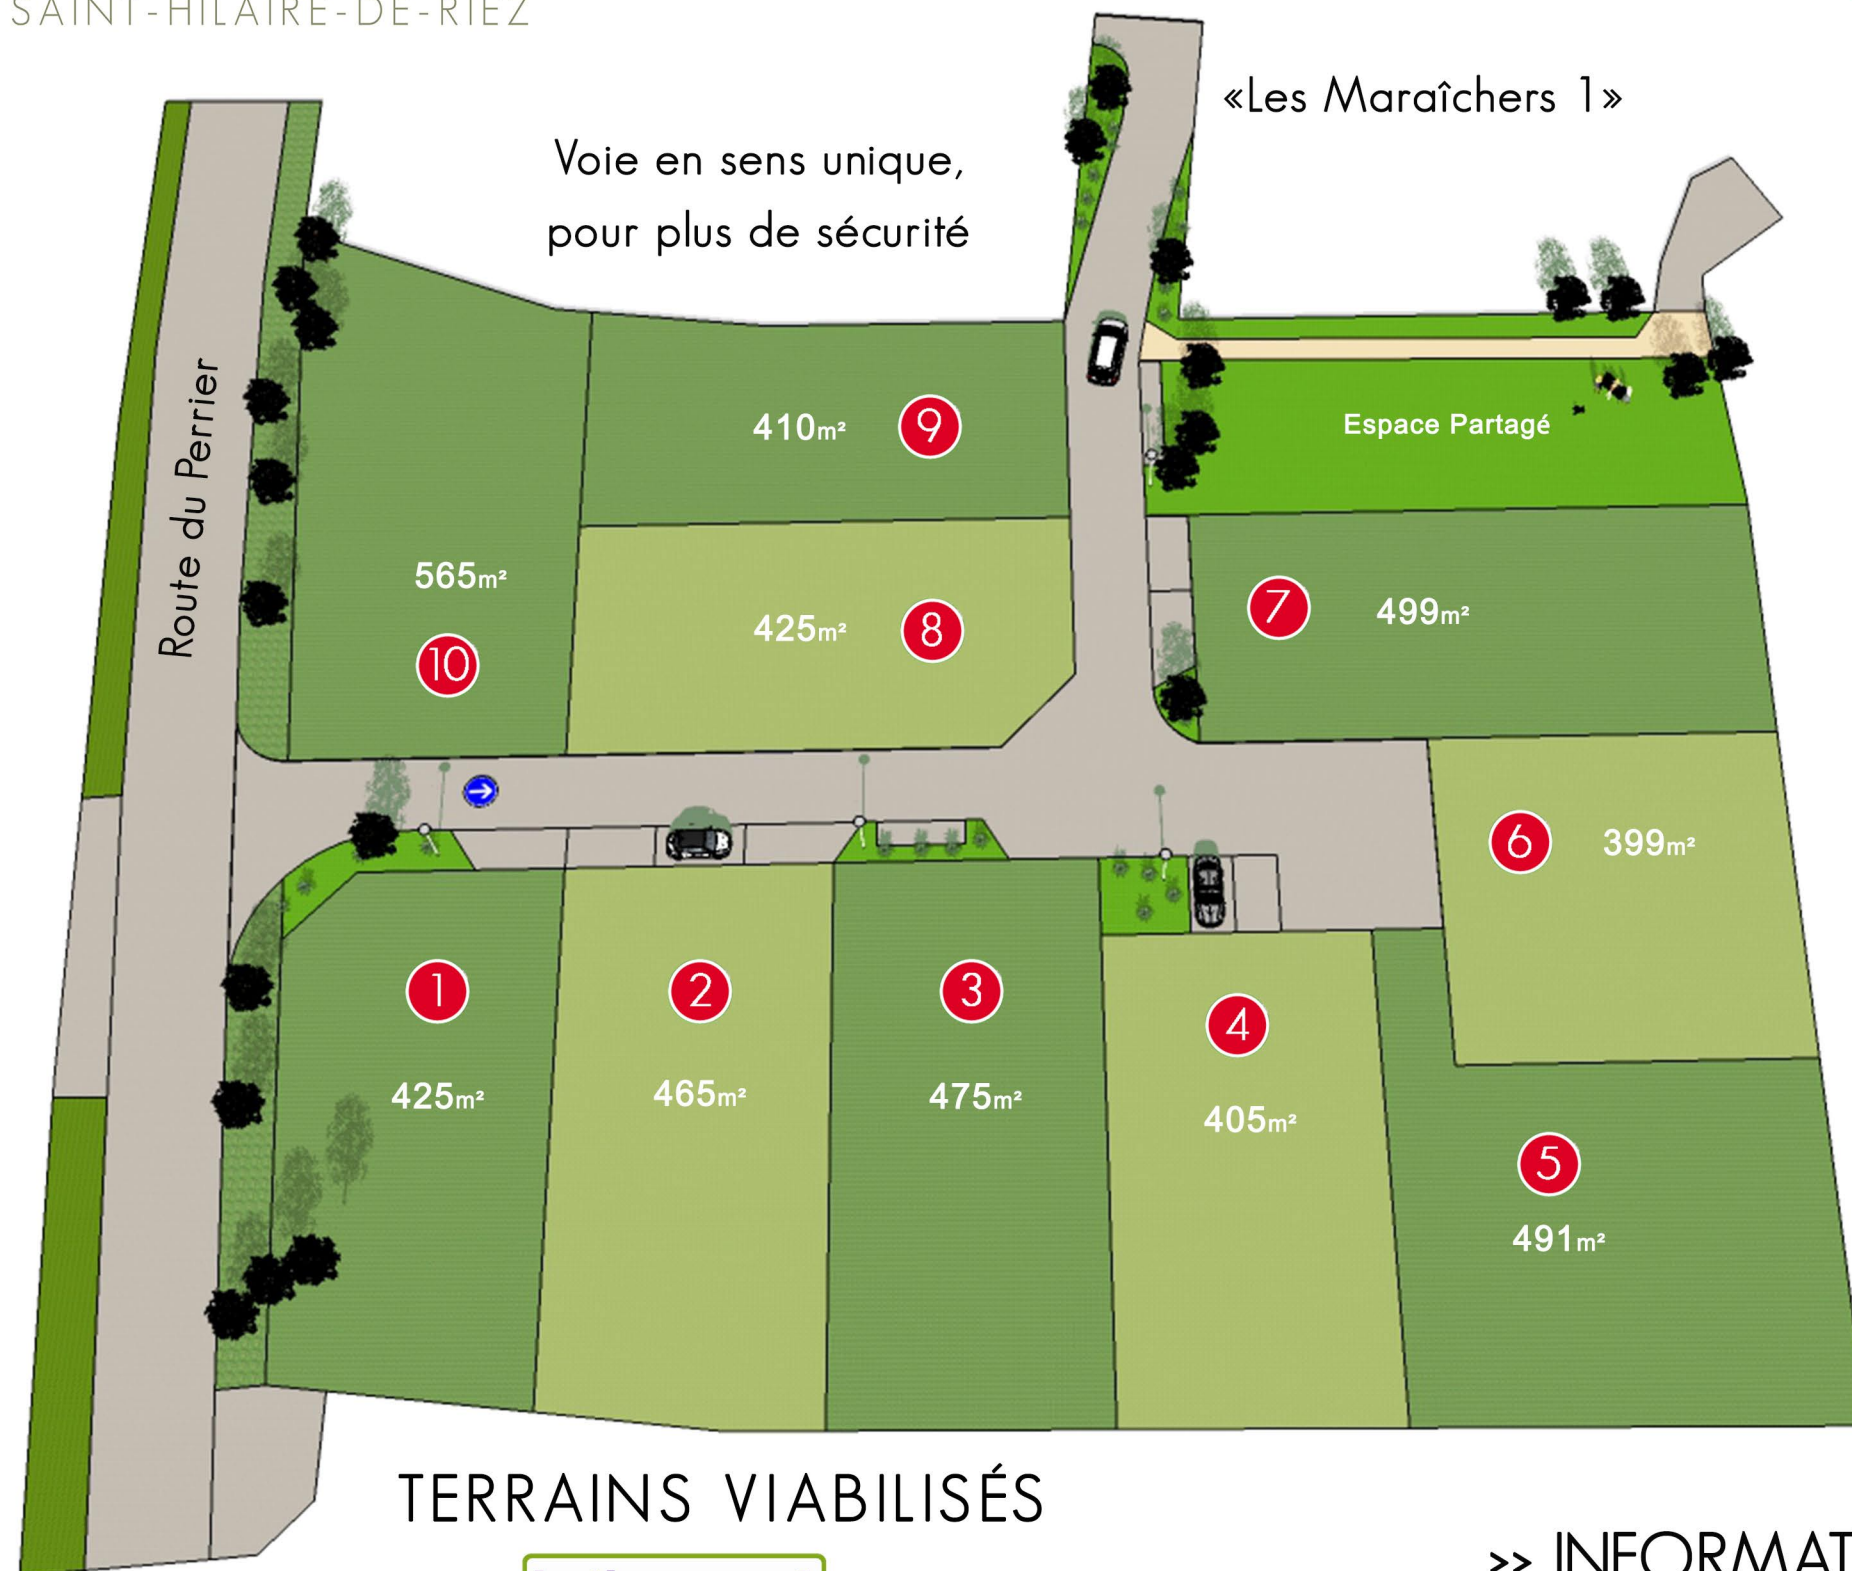 SAINT-HILAIRE-DE-RIEZ
«Les Maraîchers 1»
Voie en sens unique,
pour plus de sécurité
Route du Perrier
410m² 9
Espace Partagé
565m²
10
425m² 8
7 499m²
6 399m²
1
425m²
2
465m²
3
475m²
4
405m²
5
491m²
TERRAINS VIABILISÉS
>> INFORMAT